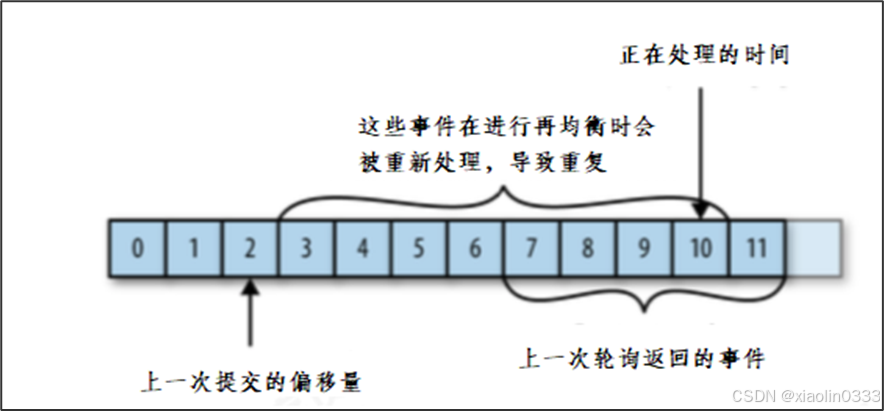 正在处理的时间
这些事件在进行再均衡时会
被重新处理，导致重复
0 1 2 3 4 5 6 7 8 9 10 11
上一次轮询返回的事件
上一次提交的偏移量
CSDN @xiaolin0333